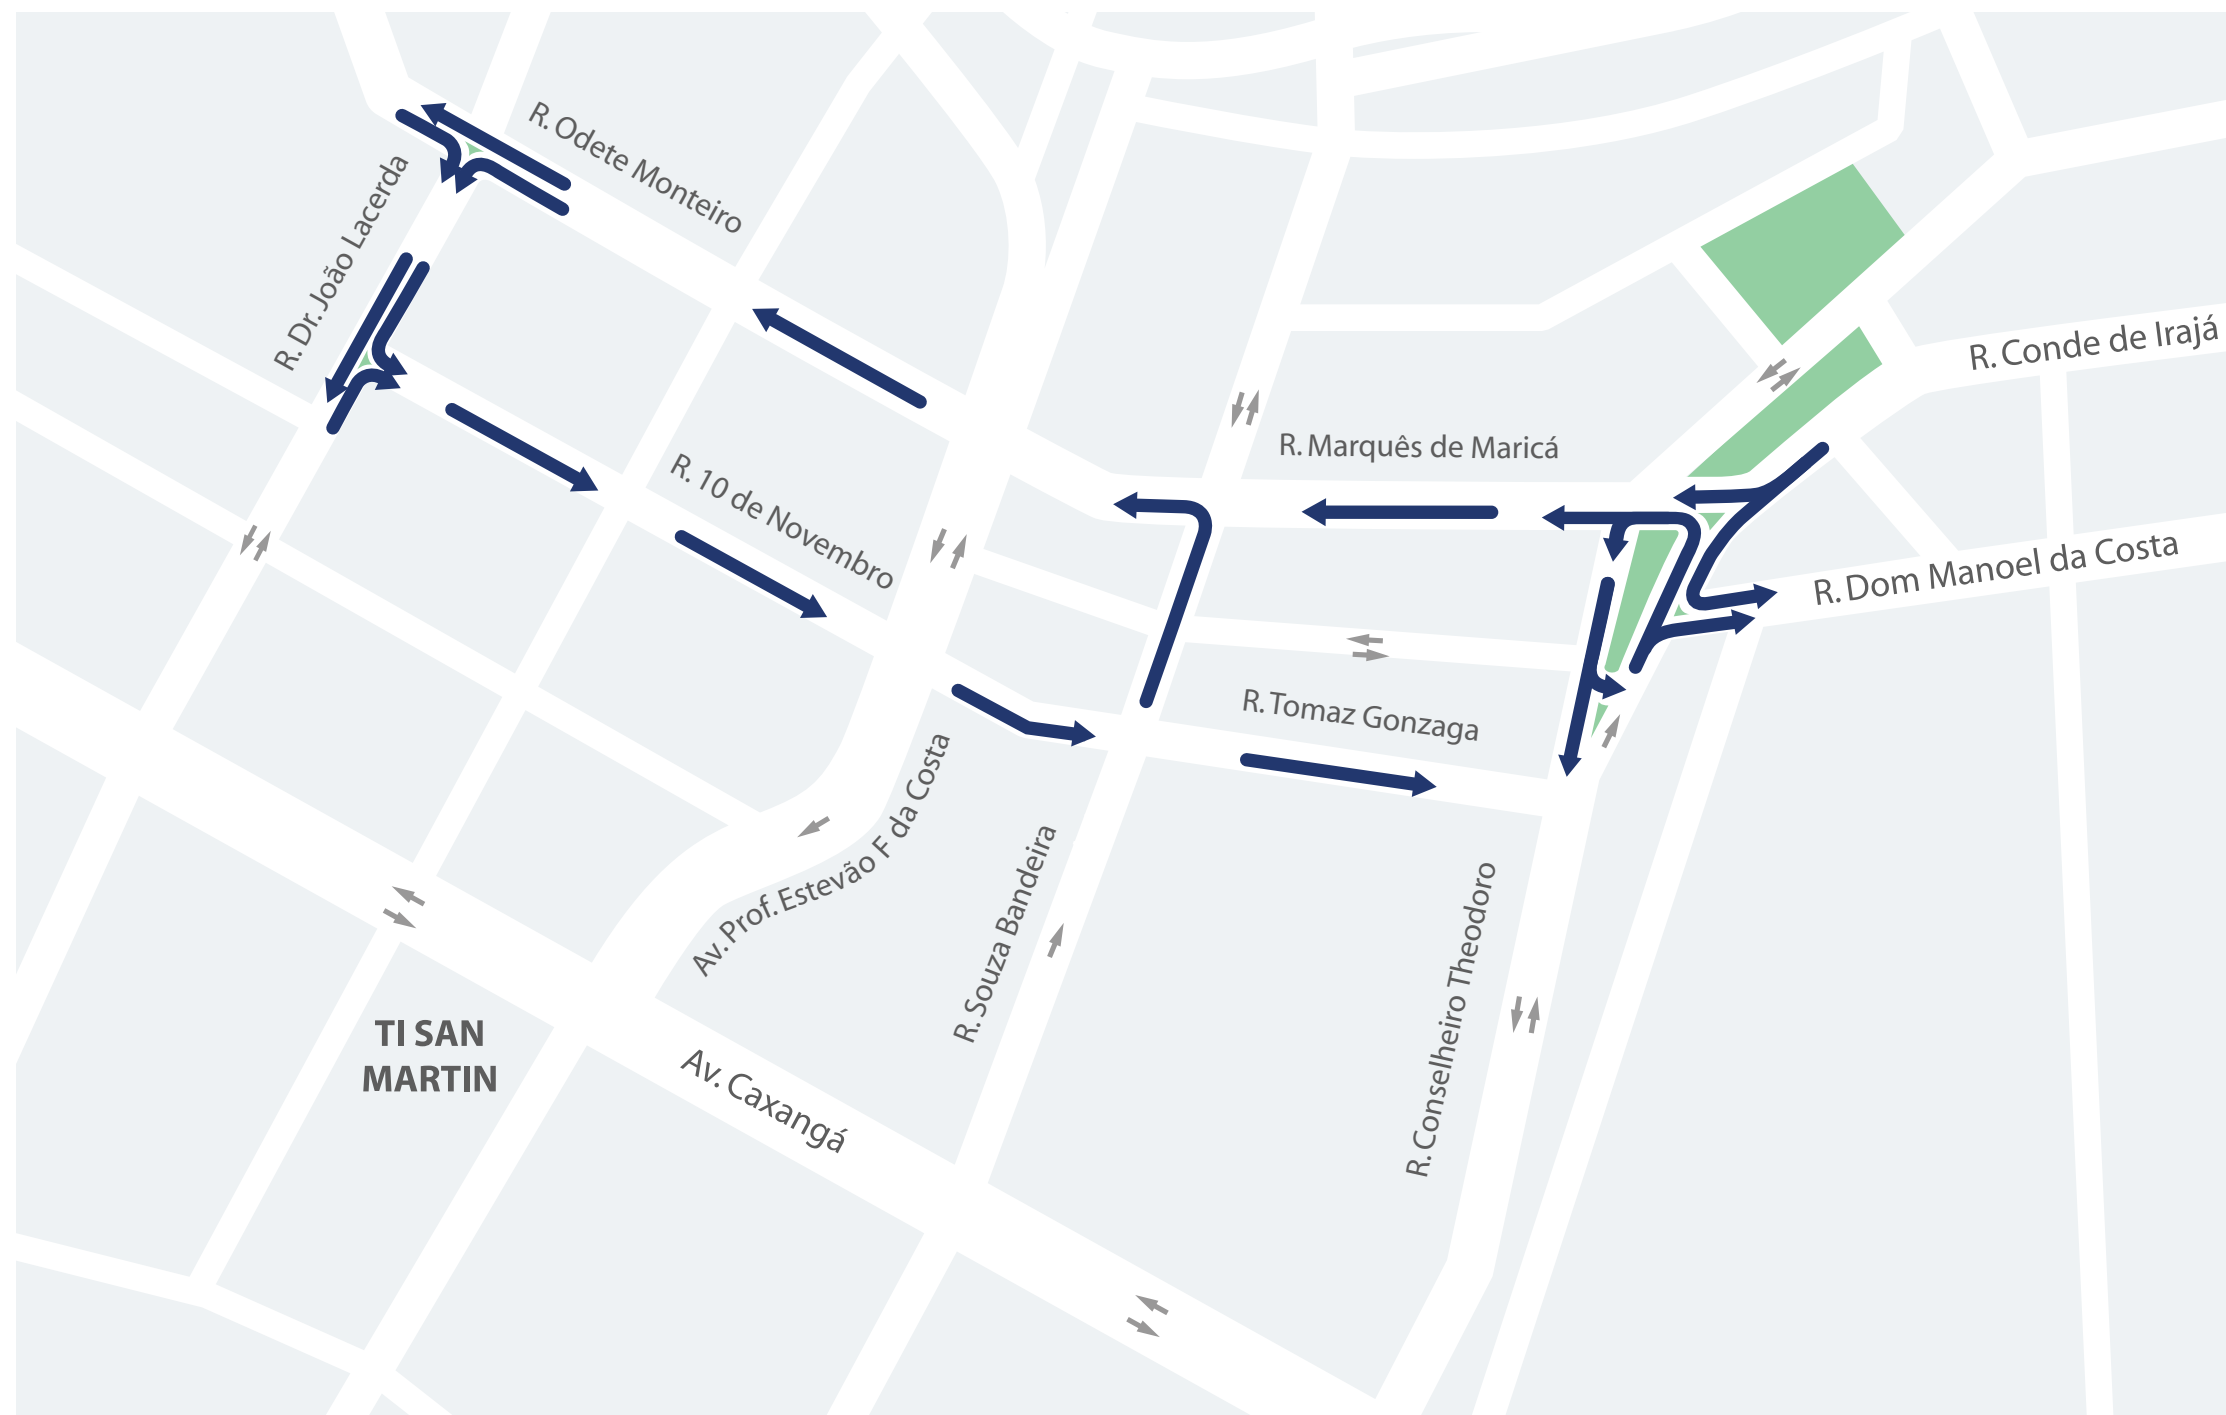 R. Odete Monteiro
R. Dr. João Lacerda
R. Conde de Irajá
R. Marquês de Maricá
R. 10 de Novembro
R. Dom Manoel da Costa
R. Tomaz Gonzaga
Av. Prof. Estevão F da Costa
R. Souza Bandeira
R. Conselheiro Theodoro
TI SAN
MARTIN
Av. Caxangá